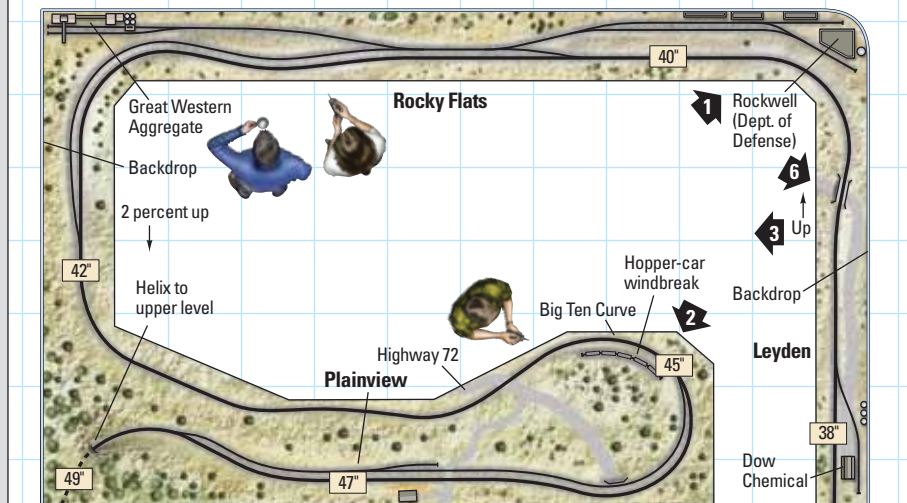 40"
Great Western
Aggregate
Rocky Flats
1
Rockwell
(Dept. of
Defense)
Backdrop
6
2 percent up
3
Up
42"
Helix to
upper level
Hopper-car
windbreak
Backdrop
Big Ten Curve
2
Highway 72
45"
Leyden
Plainview
38"
Dow
Chemical
49"
47"